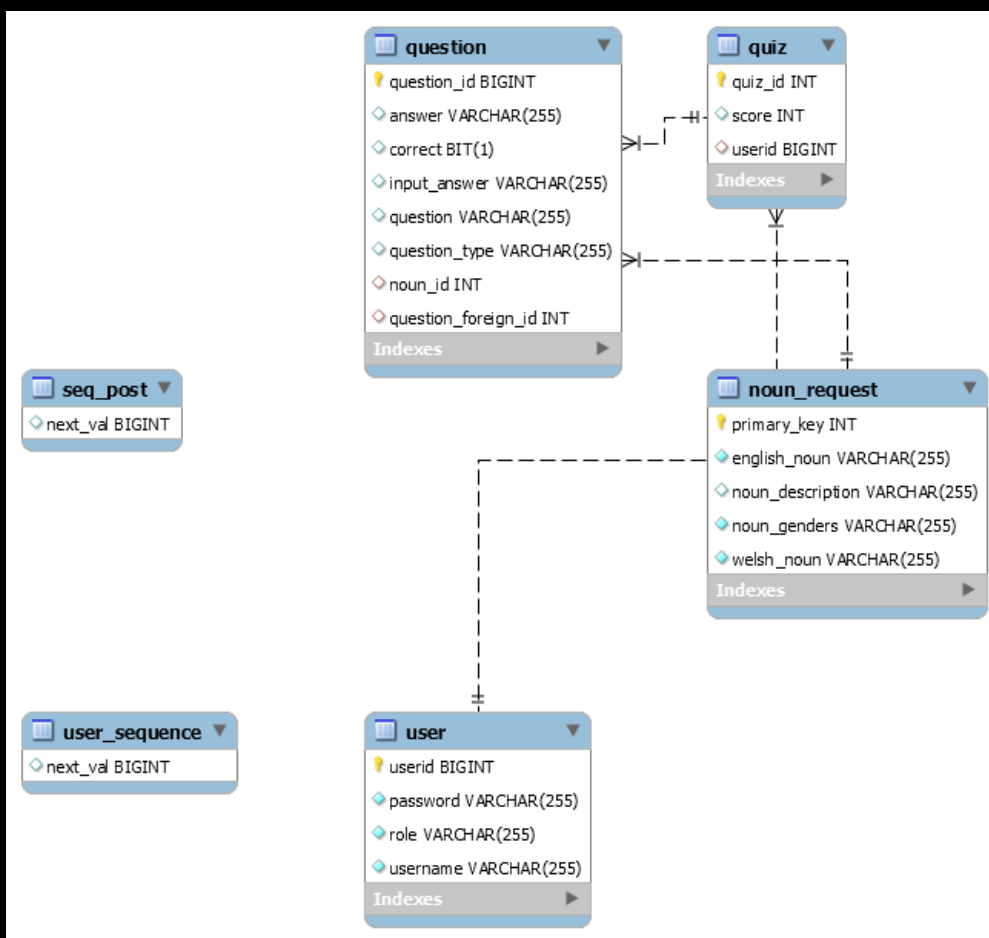 question
question_id BIGINT
answer VARCHAR(255)
correct BIT(1)
input_answer VARCHAR(255)
question VARCHAR(255)
question_type VARCHAR(255)
noun_id INT
question_foreign_id INT
Indexes
quiz
quiz_id INT
score INT
userid BIGINT
Indexes
seq_post
next_val BIGINT
noun_request
primary_key INT
english_noun VARCHAR(255)
noun_description VARCHAR(255)
noun_genders VARCHAR(255)
welsh_noun VARCHAR(255)
Indexes
user_sequence
next_val BIGINT
user
userid BIGINT
password VARCHAR(255)
role VARCHAR(255)
username VARCHAR(255)
Indexes